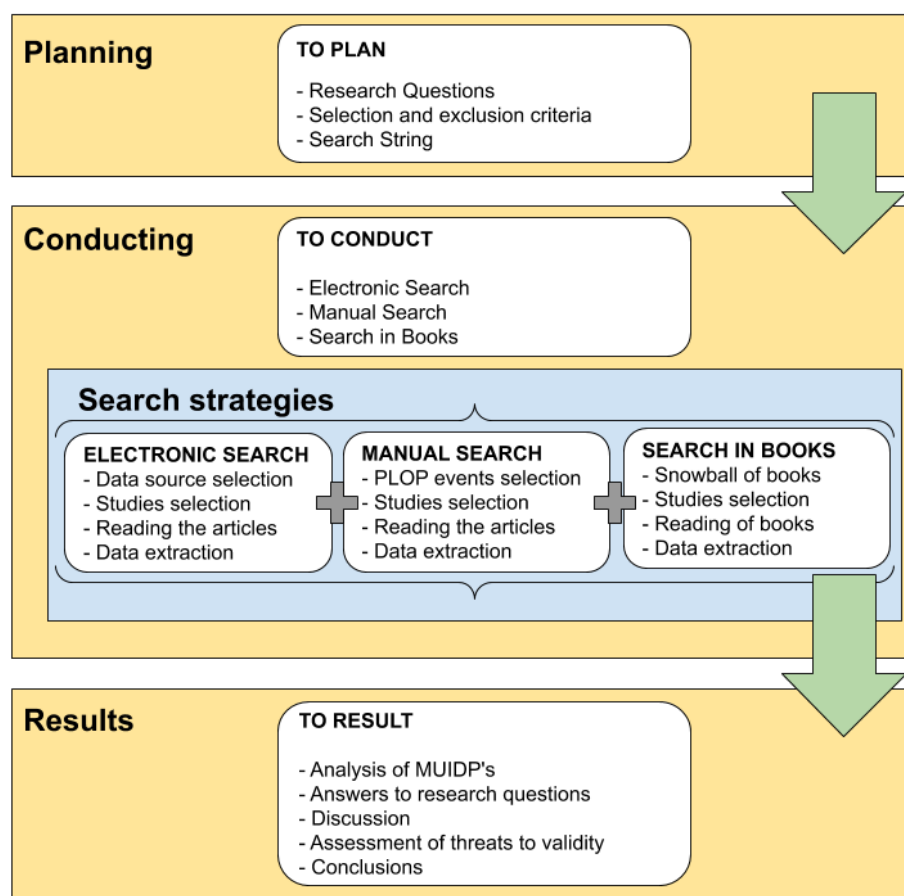 Planning
TO PLAN
- Research Questions
- Selection and exclusion criteria
- Search String
Conducting
TO CONDUCT
- Electronic Search
- Manual Search
- Search in Books
Search strategies
ELECTRONIC SEARCH
- Data source selection
- Studies selection
- Reading the articles
- Data extraction
MANUAL SEARCH
- PLOP events selection
- Studies selection
- Reading the articles
- Data extraction
SEARCH IN BOOKS
- Snowball of books
- Studies selection
- Reading of books
- Data extraction
Results
TO RESULT
- Analysis of MUIDP's
- Answers to research questions
- Discussion
- Assessment of threats to validity
- Conclusions